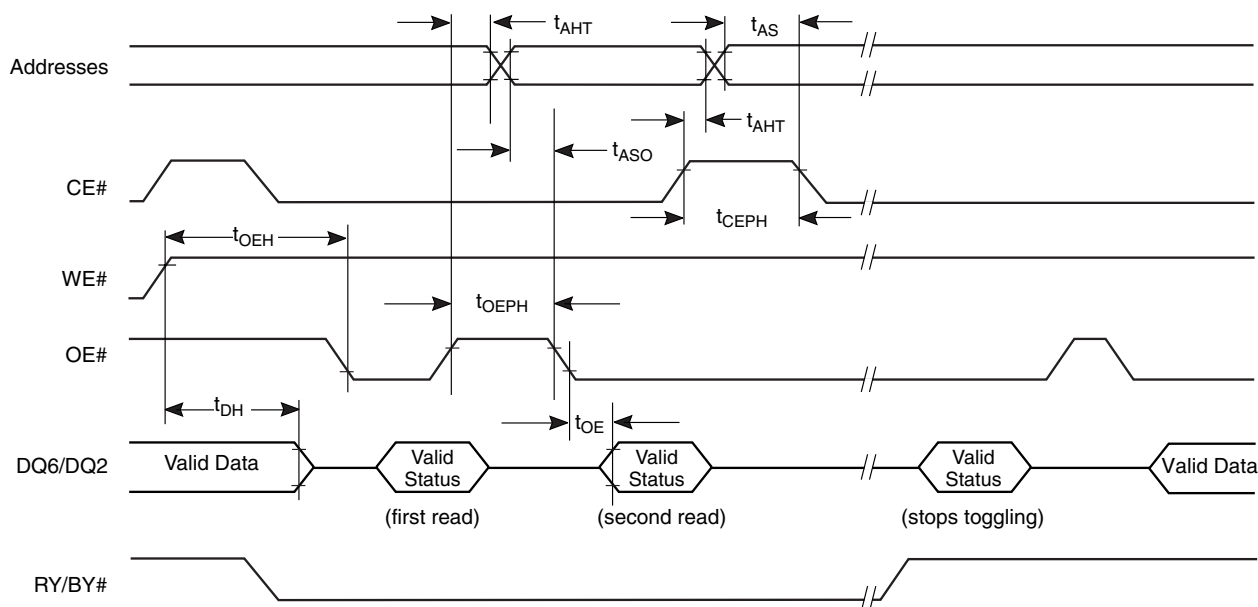 tAHT
tAS
Addresses
tAHT
tASO
CE#
tCEPH
tOEH
WE#
tOEPH
OE#
tDH
tOE
DQ6/DQ2
Valid Data
Valid
Status
Valid
Status
Valid
Status
Valid Data
(first read)
(second read)
(stops toggling)
RY/BY#